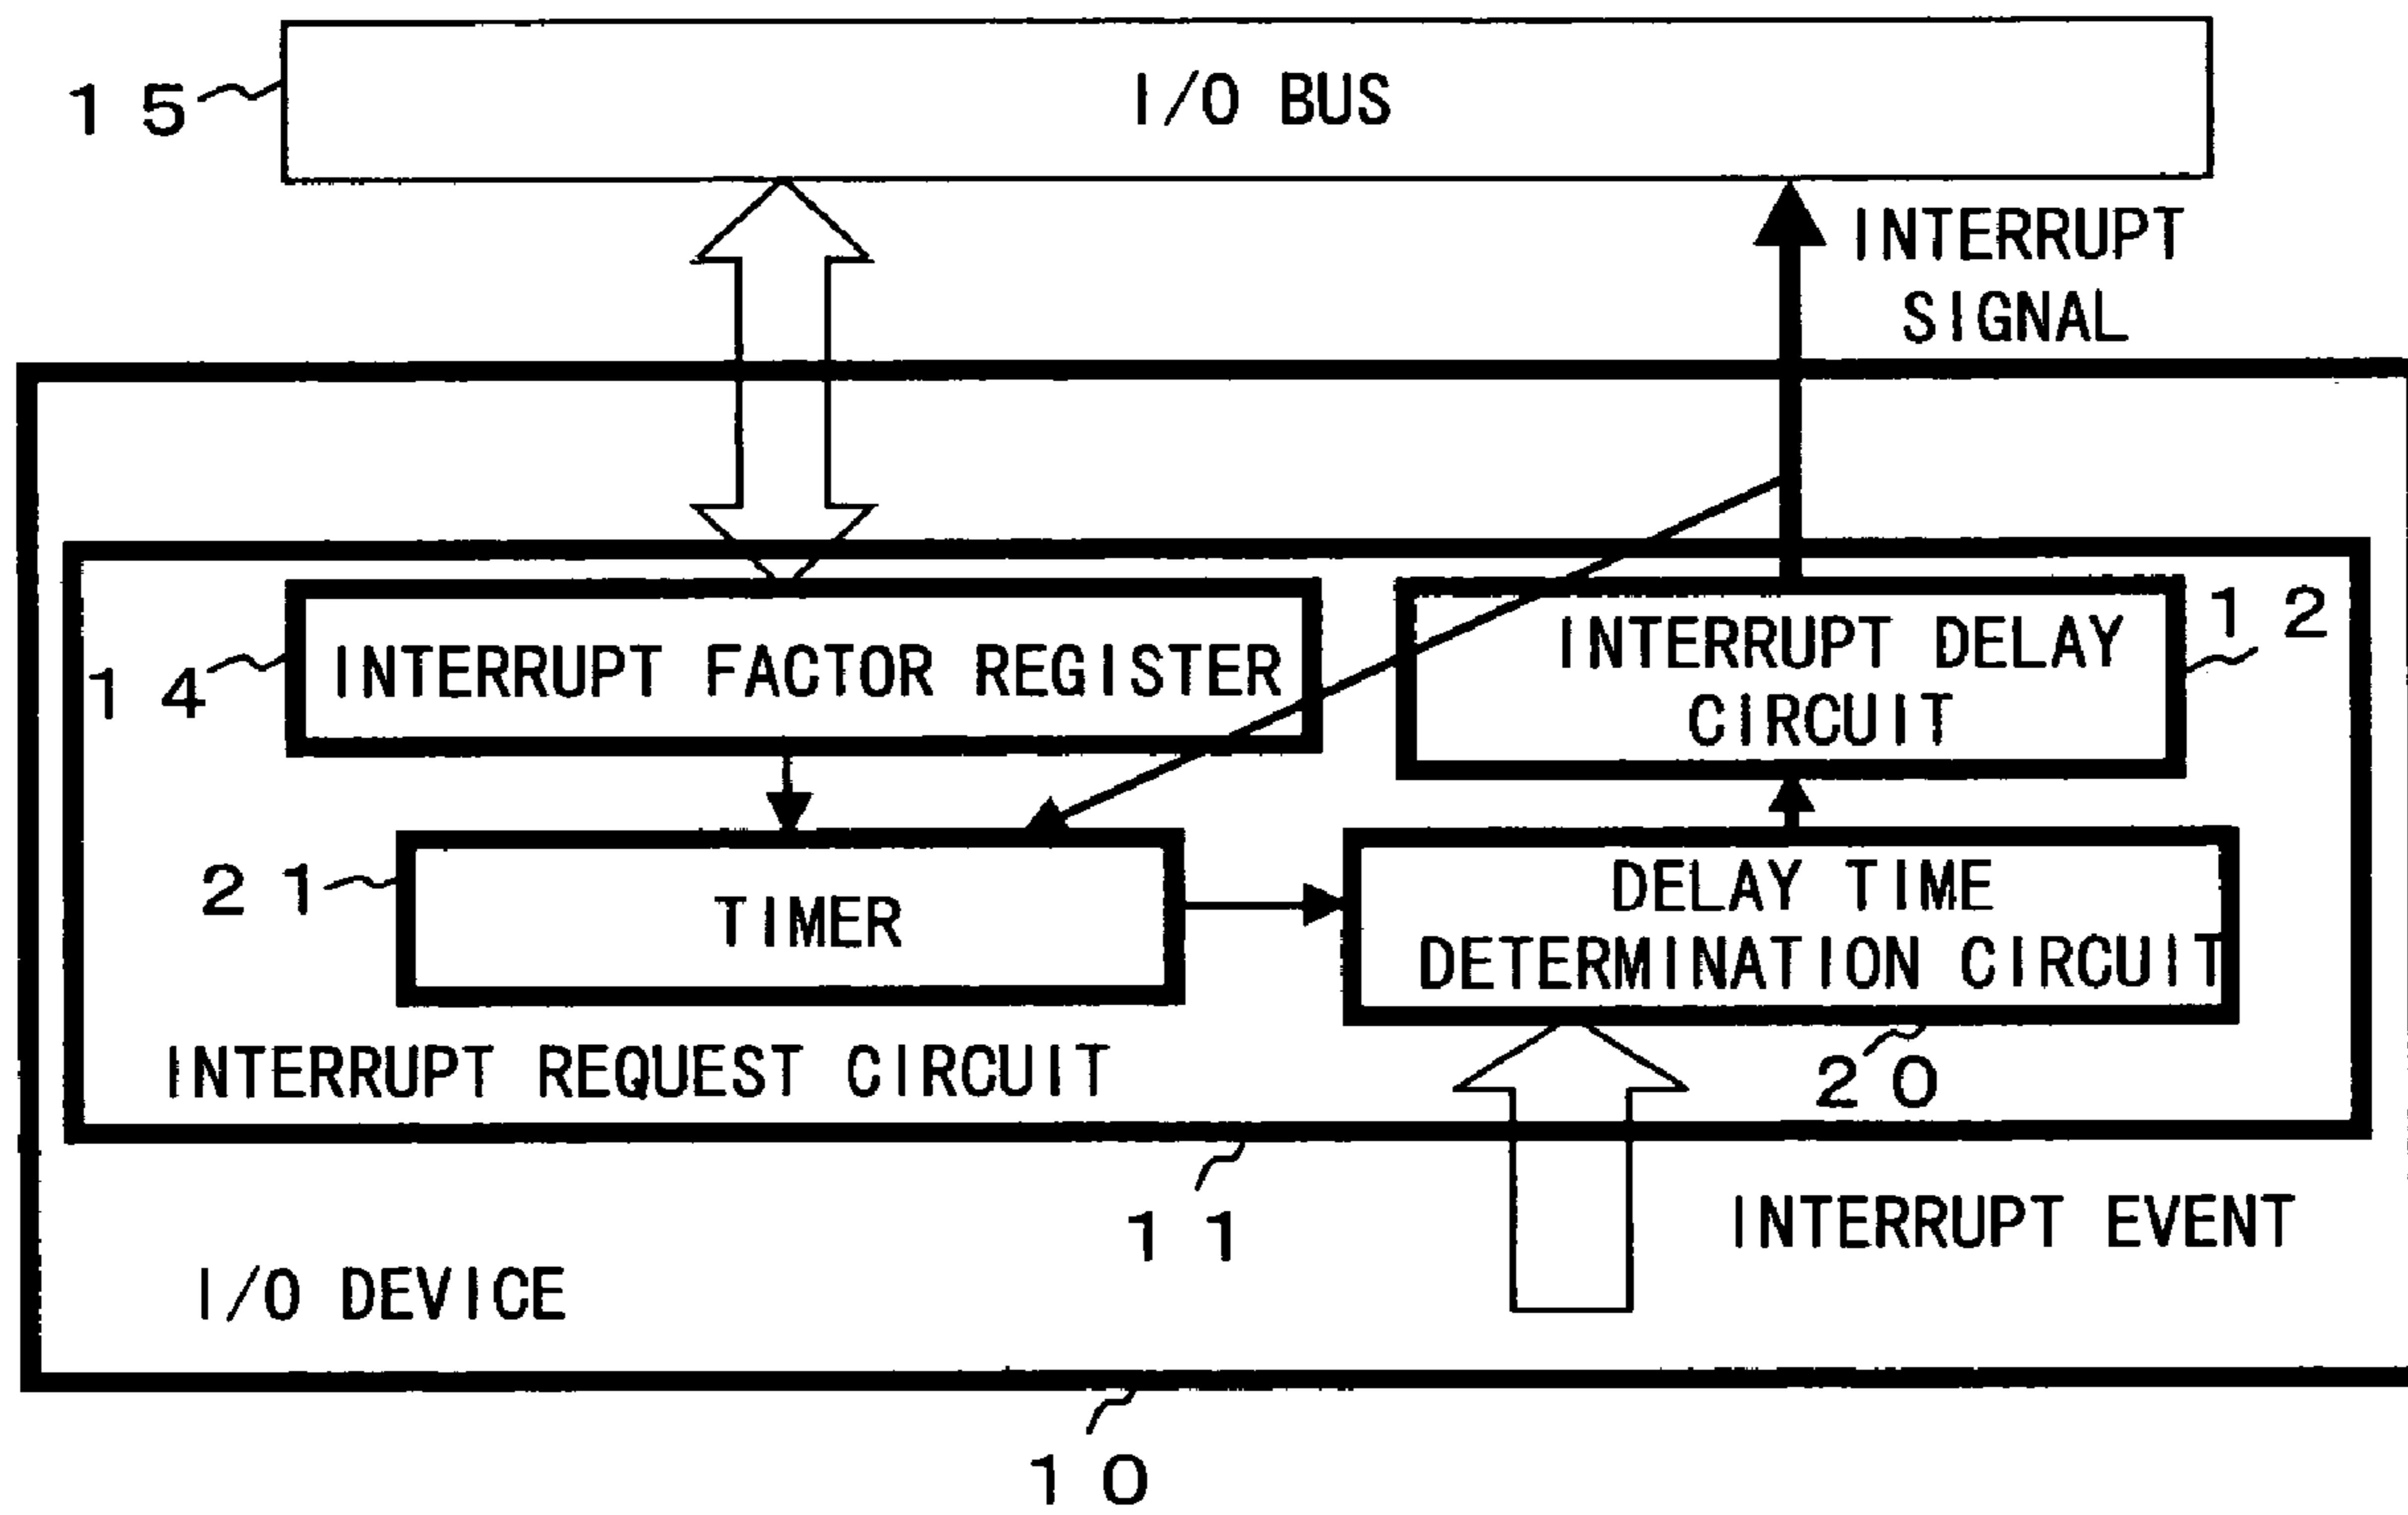 15
I/O BUS
INTERRUPT
SIGNAL
14
INTERRUPT FACTOR REGISTER
INTERRUPT DELAY
CIRCUIT
12
21
TIMER
DELAY TIME
DETERMINATION CIRCUIT
INTERRUPT REQUEST CIRCUIT
20
11
INTERRUPT EVENT
I/O DEVICE
10